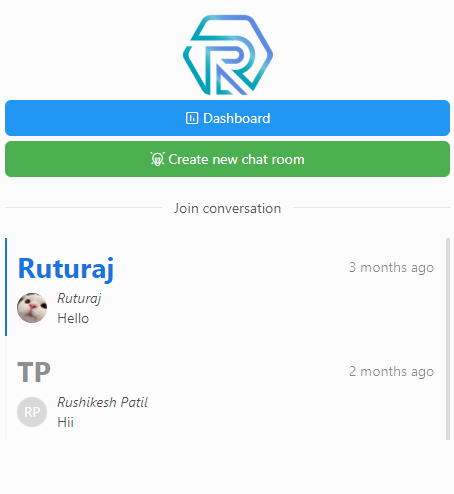 R
Dashboard
Create new chat room
Join conversation
Ruturaj 3 months ago
Ruturaj
Hello
TP 2 months ago
RP Rushikesh Patil
Hii